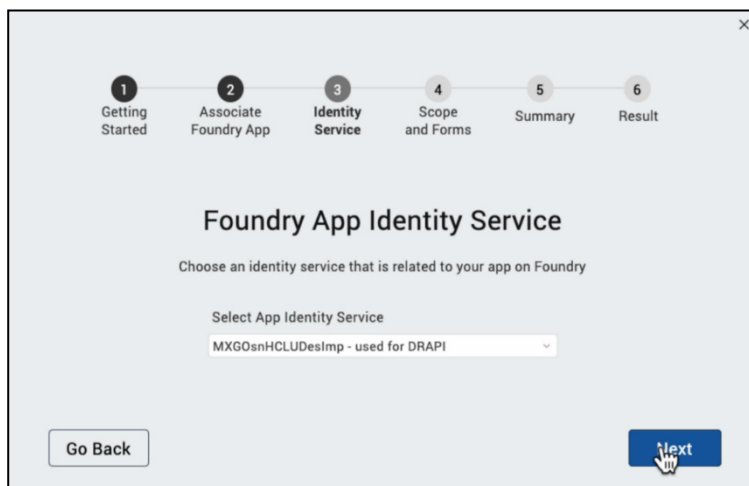 ×
1 2 3 4 5 6
Getting Started
Associate Foundry App
Identity Service
Scope and Forms
Summary
Result
Foundry App Identity Service
Choose an identity service that is related to your app on Foundry
Select App Identity Service
MXGOsnHCLUDesImp - used for DRAPI
Go Back
Next